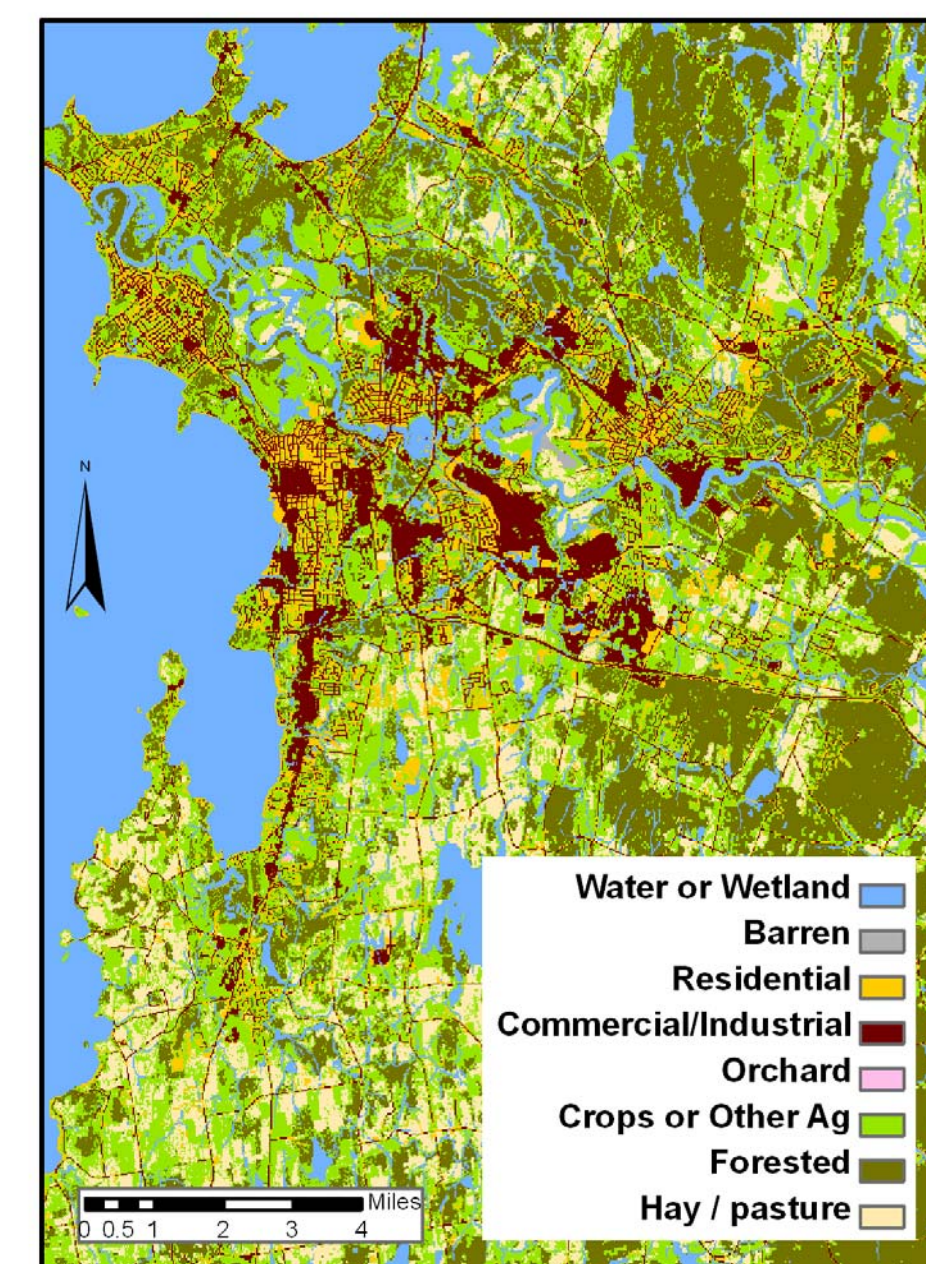 N
Water or Wetland
Barren
Residential
Commercial/Industrial
Orchard
Crops or Other Ag
Forested
Hay / pasture
Miles
0 0.5 1 2 3 4